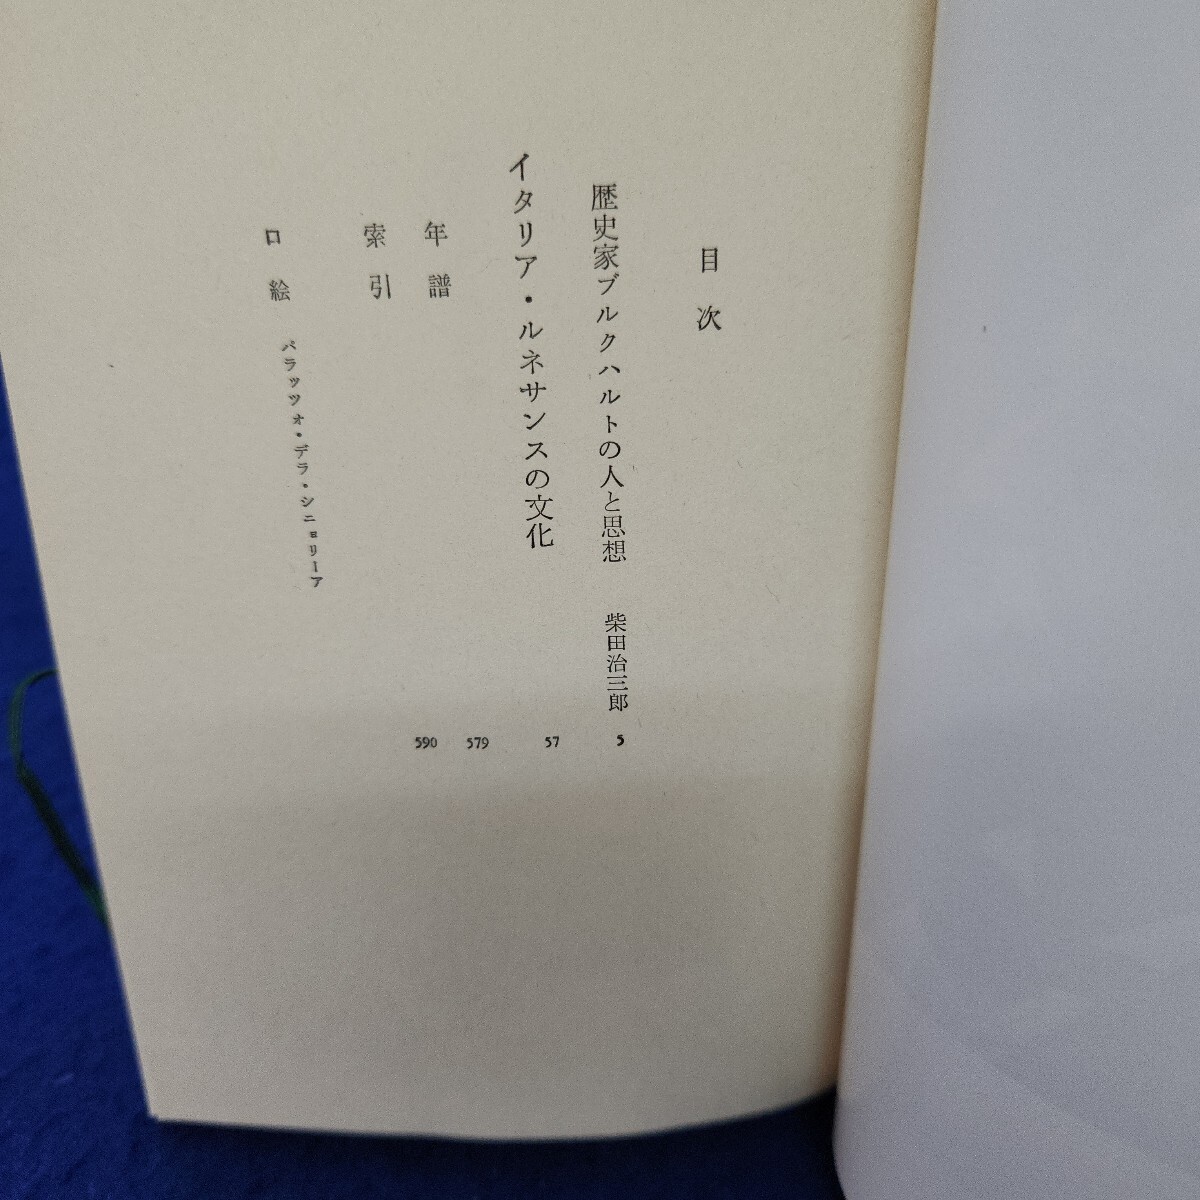 目次
歴史家ブルクハルトの人と思想 柴田治三郎 5
イタリア・ルネサンスの文化 57
年譜 579
索引 590
口絵 パラッツォ・デラ・シニョリーア